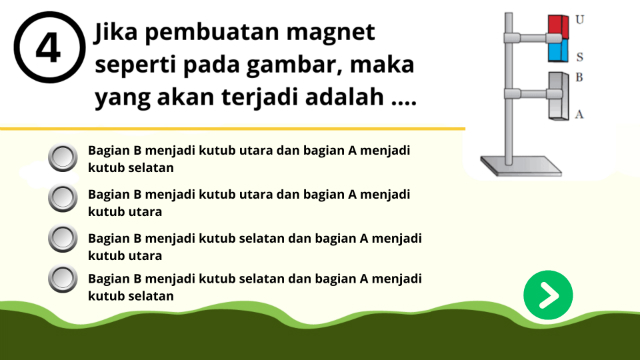 4
Jika pembuatan magnet
seperti pada gambar, maka
yang akan terjadi adalah ....
U
S
B
A
Bagian B menjadi kutub utara dan bagian A menjadi
kutub selatan
Bagian B menjadi kutub utara dan bagian A menjadi
kutub utara
Bagian B menjadi kutub selatan dan bagian A menjadi
kutub utara
Bagian B menjadi kutub selatan dan bagian A menjadi
kutub selatan